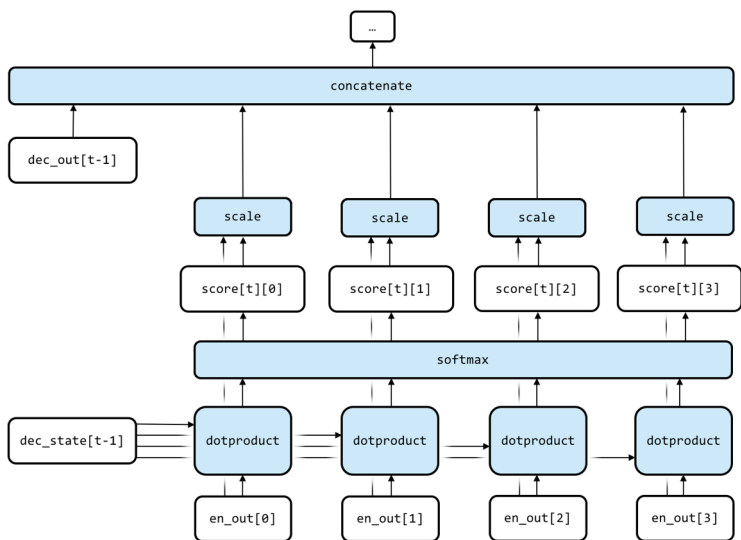 …
concatenate
dec_out[t-1]
scale scale scale scale
score[t][0] score[t][1] score[t][2] score[t][3]
softmax
dec_state[t-1] dotproduct dotproduct dotproduct dotproduct
en_out[0] en_out[1] en_out[2] en_out[3]